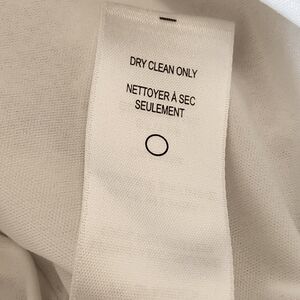 DRY CLEAN ONLY
NETTOYER À SEC
SEULEMENT